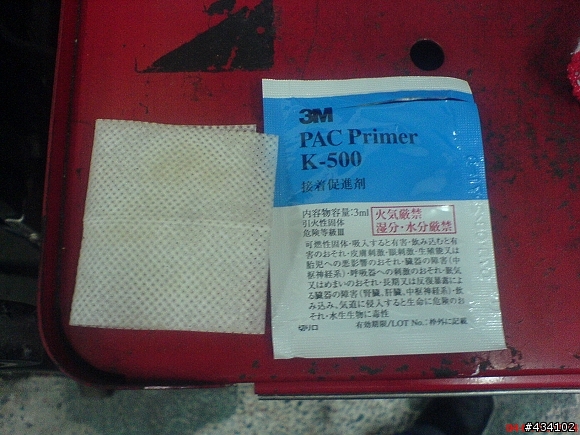 3M
PAC Primer
K-500
接着促進剤
内容物容量:3ml
引火性固体
危険等級Ⅲ
火気厳禁
湿分・水分厳禁
可燃性固体・吸入すると有害・飲み込むと有
害のおそれ・皮膚刺激・眼刺激・生殖能又は
胎児への悪影響のおそれ・臓器の障害(中
枢神経系)・呼吸器への刺激のおそれ・眠気
又はめまいのおそれ・長期又は反復暴露によ
る臓器の障害(腎臓、肝臓、中枢神経系)・飲
み込み、気道に侵入すると生命に危険のお
それ・水生生物に毒性
切り口
有効期限/LOT No.:枠外に記載
#434102